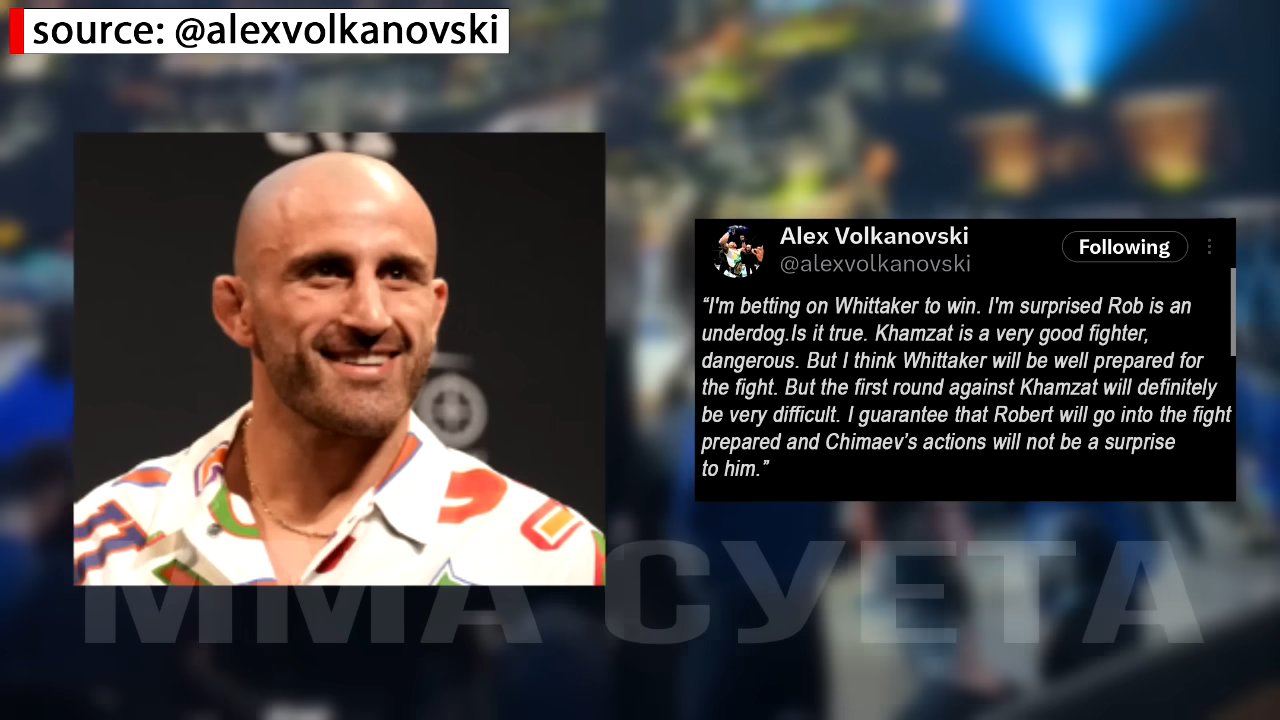 source: @alexvolkanovski
Alex Volkanovski
@alexvolkanovski
Following
“I'm betting on Whittaker to win. I'm surprised Rob is an
underdog.Is it true. Khamzat is a very good fighter,
dangerous. But I think Whittaker will be well prepared for
the fight. But the first round against Khamzat will definitely
be very difficult. I guarantee that Robert will go into the fight
prepared and Chimaev’s actions will not be a surprise
to him.”
ММА СУЕТА